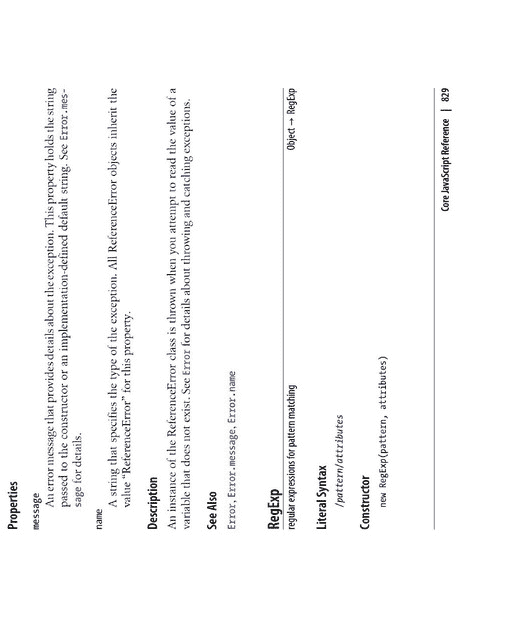 Properties
message
An error message that provides details about the exception. This property holds the string
passed to the constructor or an implementation-defined default string. See Error.mes-
sage for details.
name
A string that specifies the type of the exception. All ReferenceError objects inherit the
value “ReferenceError” for this property.
Description
An instance of the ReferenceError class is thrown when you attempt to read the value of a
variable that does not exist. See Error for details about throwing and catching exceptions.
See Also
Error, Error.message, Error.name
RegExp
regular expressions for pattern matching Object → RegExp
Literal Syntax
/pattern/attributes
Constructor
new RegExp(pattern, attributes)
Core JavaScript Reference | 829